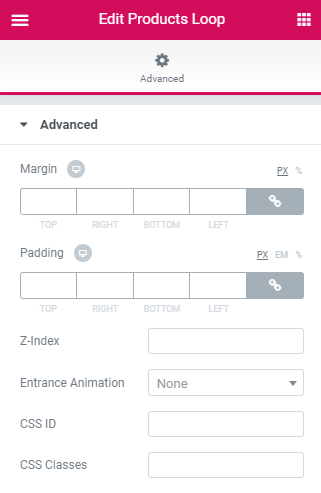 Edit Products Loop
Advanced
Advanced
Margin PX %
TOP RIGHT BOTTOM LEFT
Padding PX EM %
TOP RIGHT BOTTOM LEFT
Z-Index
Entrance Animation None
CSS ID
CSS Classes